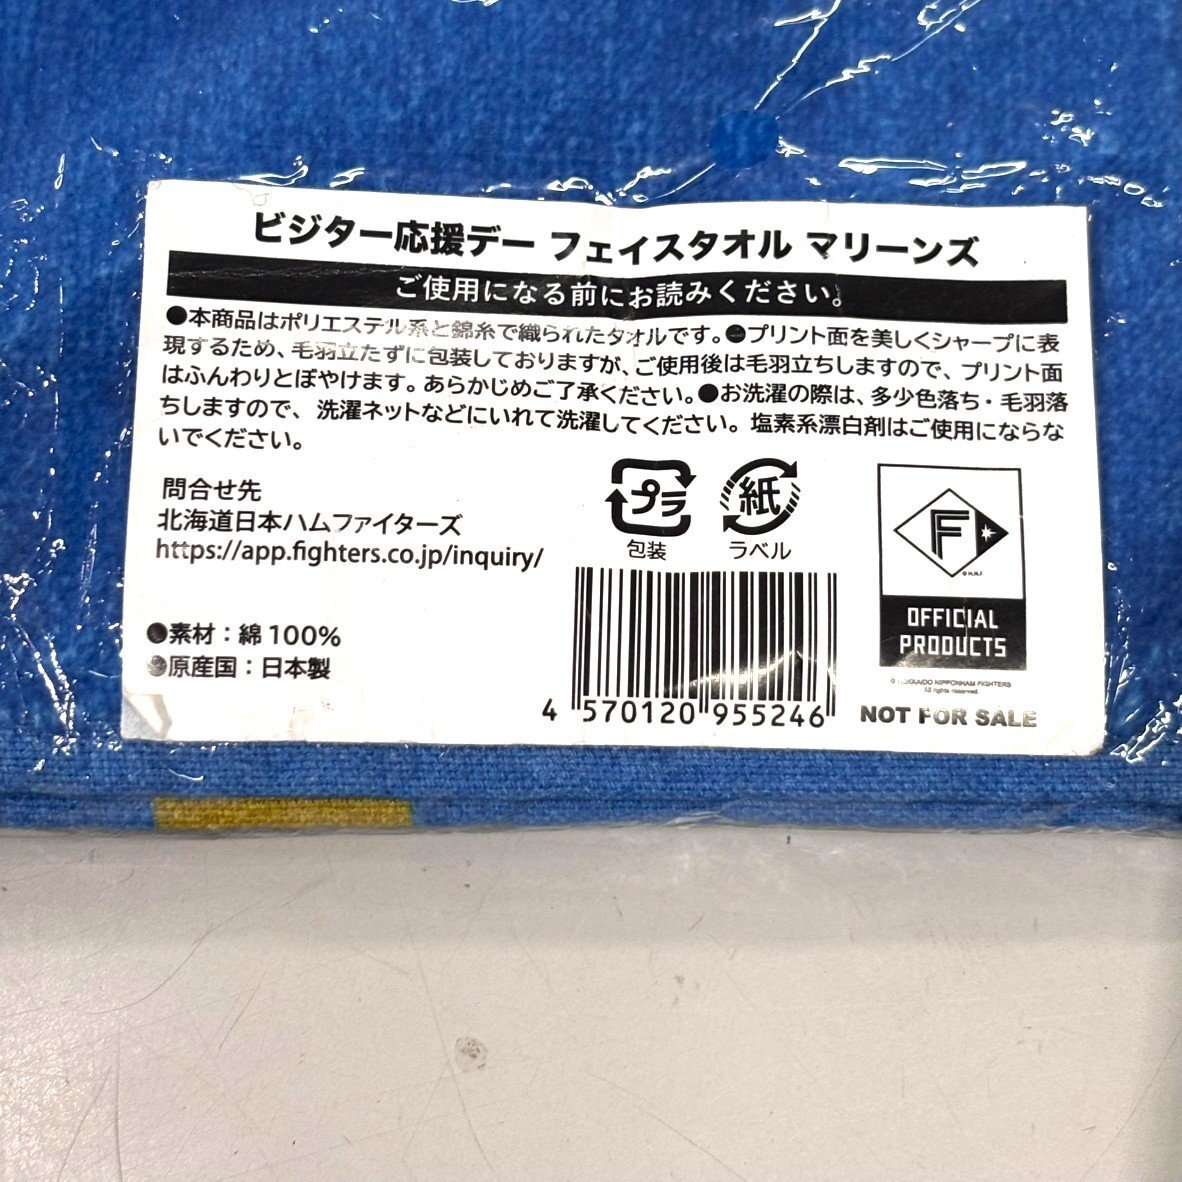 ビジター応援デー フェイスタオル マリーンズ
ご使用になる前にお読みください。
●本商品はポリエステル系と錦糸で織られたタオルです。●プリント面を美しくシャープに表
現するため、毛羽立たずに包装しておりますが、ご使用後は毛羽立ちしますので、プリント面
はふんわりとぼやけます。あらかじめご了承ください。●お洗濯の際は、多少色落ち・毛羽落
ちしますので、洗濯ネットなどにいれて洗濯してください。塩素系漂白剤はご使用にならな
いでください。
問合せ先
北海道日本ハムファイターズ
https://app.fighters.co.jp/inquiry/
●素材：綿100%
●原産国：日本製
プラ
包装
紙
ラベル
4 570120 955246
F
© H.N.F
OFFICIAL
PRODUCTS
© HOKKAIDO NIPPONHAM FIGHTERS
All rights reserved.
NOT FOR SALE